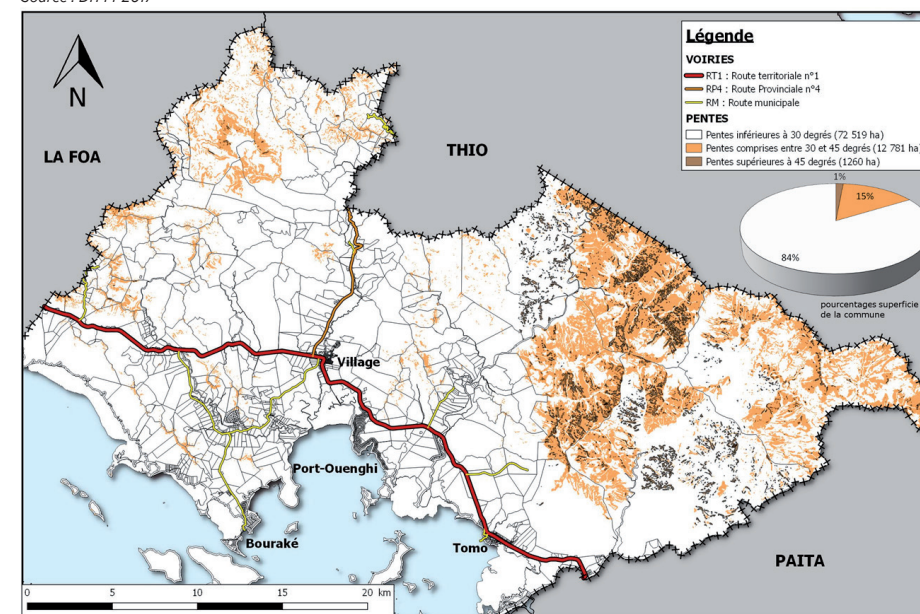 Légende
VOIRIES
RT1 : Route territoriale n°1
RP4 : Route Provinciale n°4
RM : Route municipale
PENTES
Pentes inférieures à 30 degrés (72 519 ha)
Pentes comprises entre 30 et 45 degrés (12 781 ha)
Pentes supérieures à 45 degrés (1260 ha)
1%
15%
84%
pourcentages superficie
de la commune
N
LA FOA
THIO
Village
Port-Ouenghi
Bouraké
Tomo
PAITA
0 5 10 15 20 km